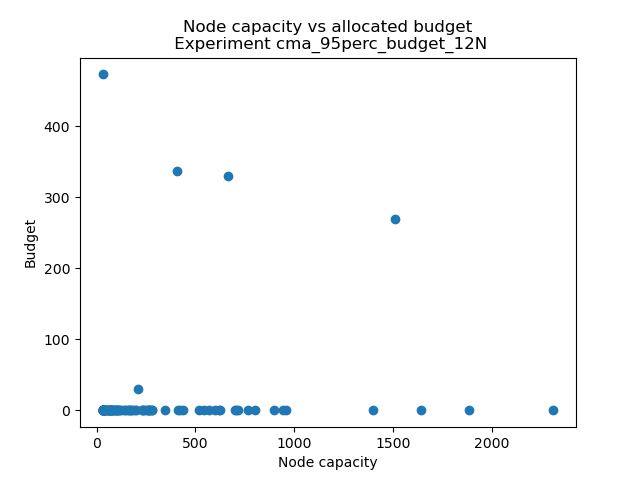 Node capacity vs allocated budget
Experiment cma_95perc_budget_12N
Budget
400
300
200
100
0
0 500 1000 1500 2000
Node capacity